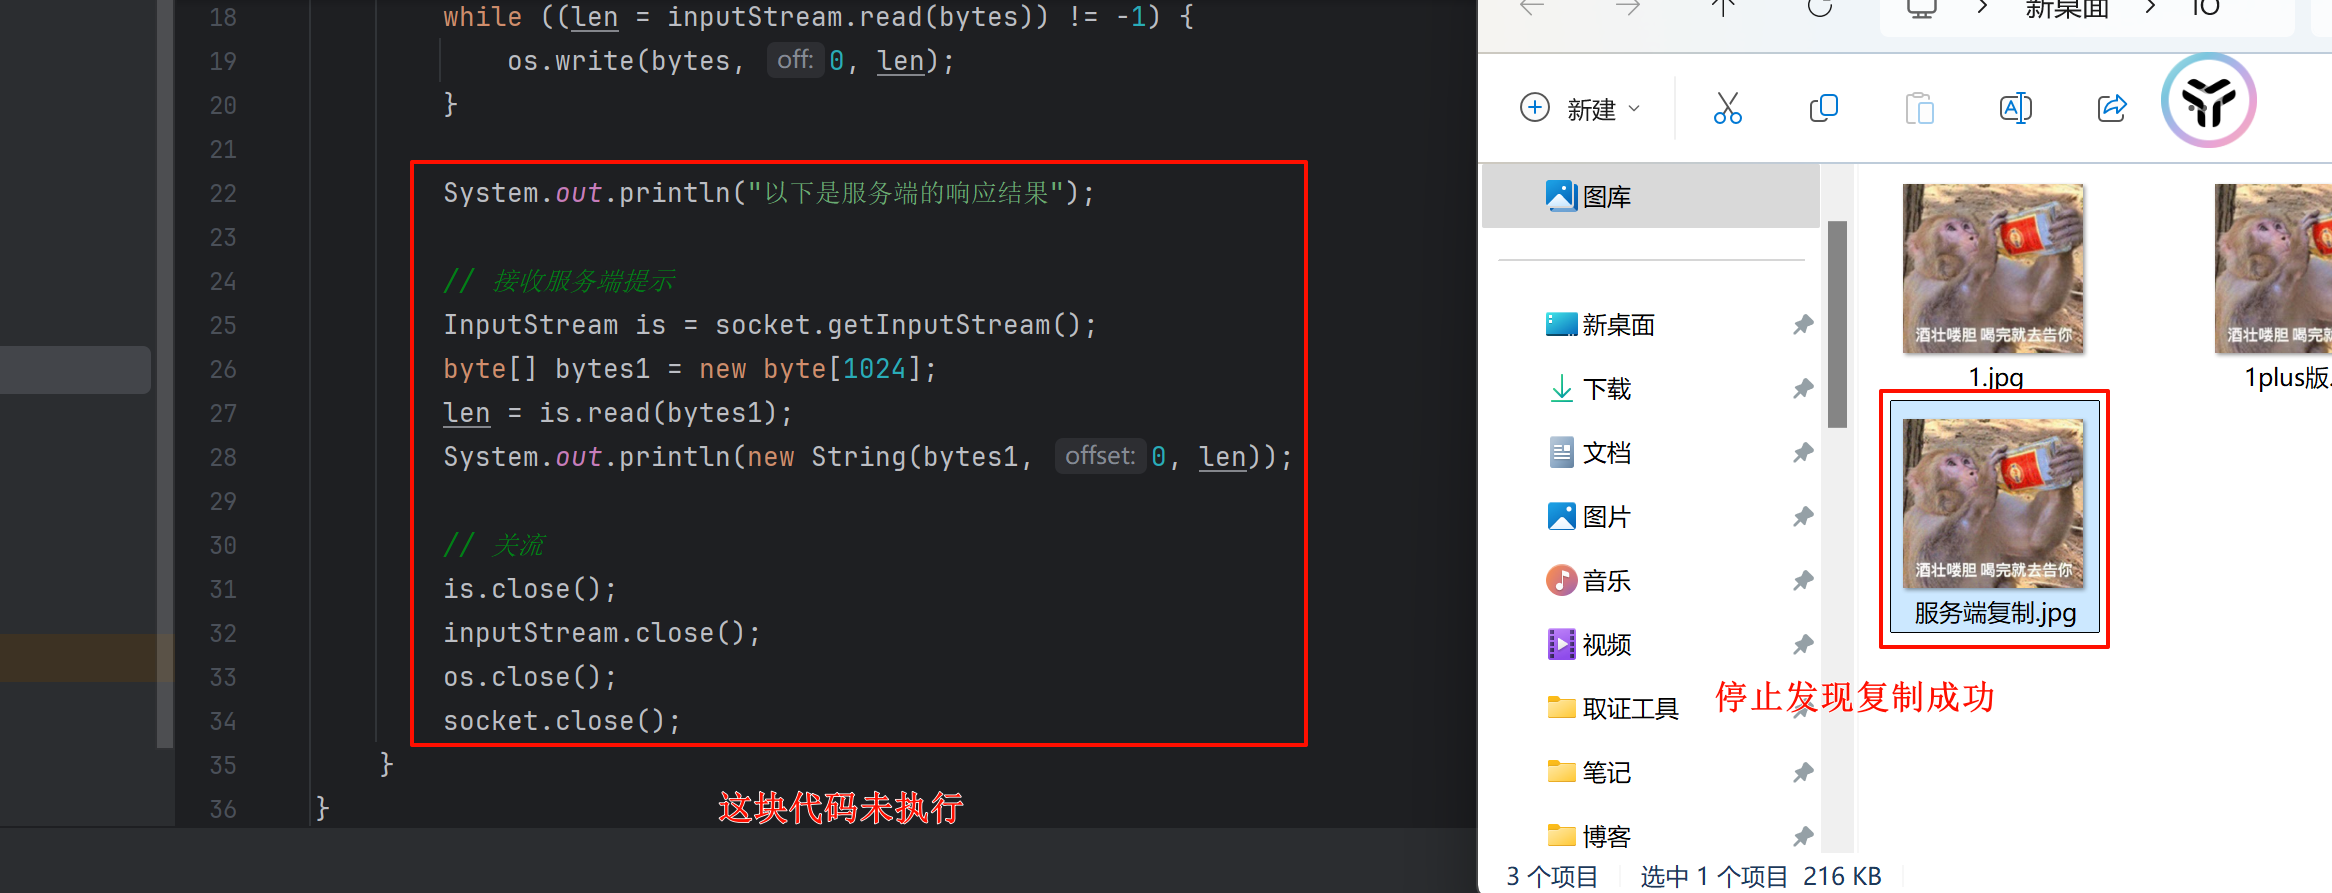 18 while ((len = inputStream.read(bytes)) != -1) {
19 os.write(bytes, off: 0, len);
20 }
21
22 System.out.println("以下是服务端的响应结果");
23
24 // 接收服务端提示
25 InputStream is = socket.getInputStream();
26 byte[] bytes1 = new byte[1024];
27 len = is.read(bytes1);
28 System.out.println(new String(bytes1, offset: 0, len));
29
30 // 关流
31 is.close();
32 inputStream.close();
33 os.close();
34 socket.close();
35 }
36 }
这块代码未执行
新桌面 > IO
新建
图库
新桌面
下载
文档
图片
音乐
视频
取证工具
笔记
博客
酒壮喽胆 喝完就去告你
1.jpg
酒壮喽胆 喝完
1plus版
酒壮喽胆 喝完就去告你
服务端复制.jpg
停止发现复制成功
3 个项目 选中 1 个项目 216 KB